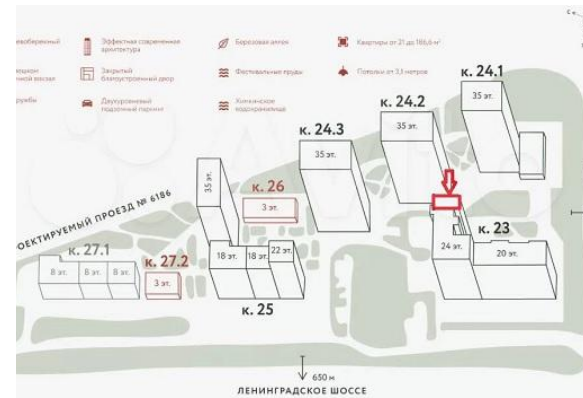 Эффектная современная
архитектура
Березовая аллея
Квартиры от 21 до 186,6 м²
Закрытый
благоустроенный двор
Фестивальные пруды
Потолки от 3,1 метров
Двухуровневый
подземный паркинг
Химкинское
водохранилище
к. 24.1
35 эт.
к. 24.2
35 эт.
к. 24.3
35 эт.
35 эт.
к. 26
3 эт.
к. 23
24 эт.
20 эт.
ОЕКТИРУЕМЫЙ ПРОЕЗД № 6186
к. 27.1
8 эт.
8 эт.
8 эт.
к. 27.2
3 эт.
18 эт.
18 эт.
22 эт.
к. 25
650 м
ЛЕНИНГРАДСКОЕ ШОССЕ